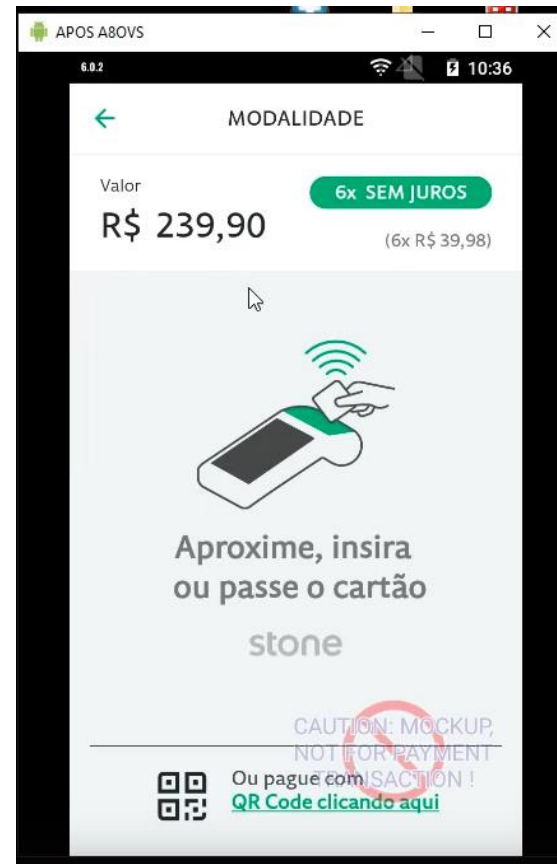 APOS A8OVS
6.0.2
10:36
MODALIDADE
Valor
6x SEM JUROS
R$ 239,90
(6x R$ 39,98)
Aproxime, insira
ou passe o cartão
stone
CAUTION: MOCKUP,
NOT FOR PAYMENT
TRANSACTION !
Ou pague com
QR Code clicando aqui